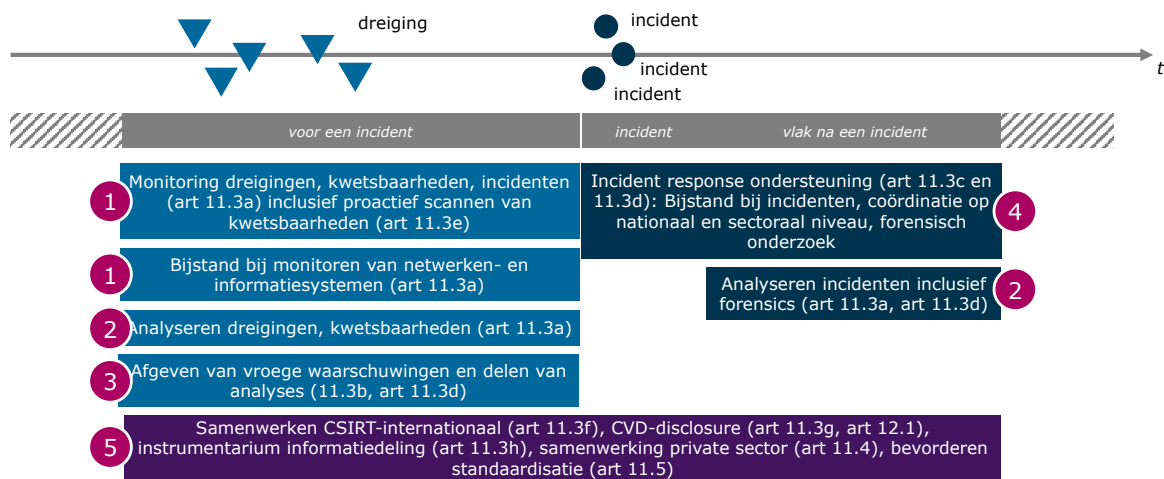 dreiging
incident
incident
incident
t
voor een incident
incident
vlak na een incident
1
Monitoring dreigingen, kwetsbaarheden, incidenten
(art 11.3a) inclusief proactief scannen van
kwetsbaarheden (art 11.3e)
Incident response ondersteuning (art 11.3c en
11.3d): Bijstand bij incidenten, coördinatie op
nationaal en sectoraal niveau, forensisch
onderzoek
4
1
Bijstand bij monitoren van netwerken- en
informatiesystemen (art 11.3a)
Analyseren incidenten inclusief
forensics (art 11.3a, art 11.3d)
2
2
Analyseren dreigingen, kwetsbaarheden (art 11.3a)
3
Afgeven van vroege waarschuwingen en delen van
analyses (11.3b, art 11.3d)
5
Samenwerken CSIRT-internationaal (art 11.3f), CVD-disclosure (art 11.3g, art 12.1),
instrumentarium informatiedeling (art 11.3h), samenwerking private sector (art 11.4), bevorderen
standaardisatie (art 11.5)